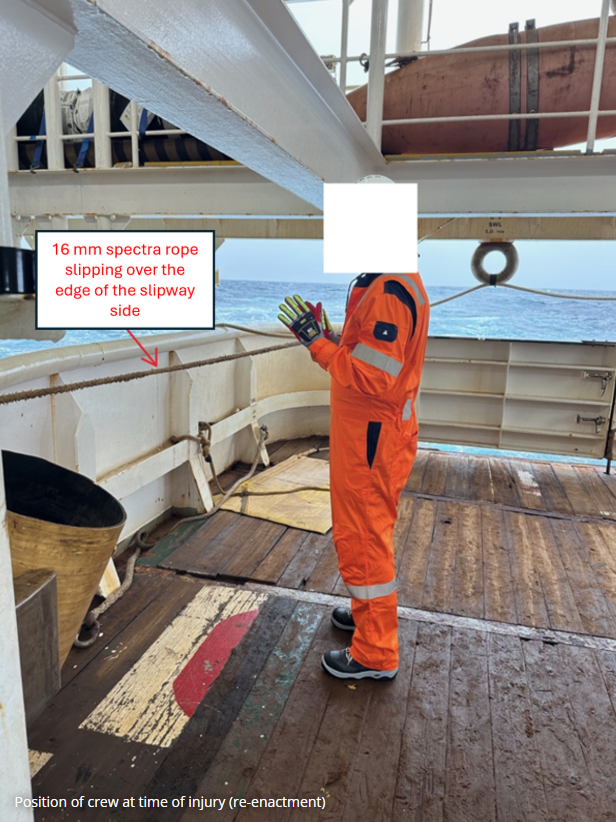 SWL
16 mm spectra rope
slipping over the
edge of the slipway
side
Position of crew at time of injury (re-enactment)